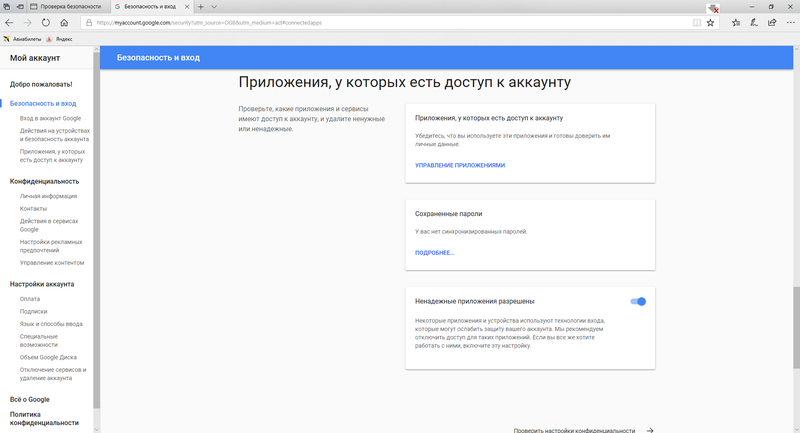 Проверка безопасности
Безопасность и вход
https://myaccount.google.com/security?utm_source=OGB&utm_medium=act#connectedapps
Авиабилеты
Яндекс
Мой аккаунт
Безопасность и вход
Добро пожаловать!
Безопасность и вход
Вход в аккаунт Google
Действия на устройствах
и безопасность аккаунта
Приложения, у которых
есть доступ к аккаунту
Конфиденциальность
Личная информация
Контакты
Действия в сервисах
Google
Настройки рекламных
предпочтений
Управление контентом
Настройки аккаунта
Оплата
Подписки
Язык и способы ввода
Специальные
возможности
Объем Google Диска
Отключение сервисов и
удаление аккаунта
Всё о Google
Политика
конфиденциальности
Приложения, у которых есть доступ к аккаунту
Проверьте, какие приложения и сервисы
имеют доступ к аккаунту, и удалите ненужные
или ненадежные.
Приложения, у которых есть доступ к аккаунту
Убедитесь, что вы используете эти приложения и готовы доверить им
личные данные.
УПРАВЛЕНИЕ ПРИЛОЖЕНИЯМИ
Сохраненные пароли
У вас нет синхронизированных паролей.
ПОДРОБНЕЕ...
Ненадежные приложения разрешены
Некоторые приложения и устройства используют технологии входа,
которые могут ослабить защиту вашего аккаунта. Мы рекомендуем
отключить доступ для таких приложений. Если вы все же хотите
работать с ними, включите эту настройку.
Проверить настройки конфиденциальности